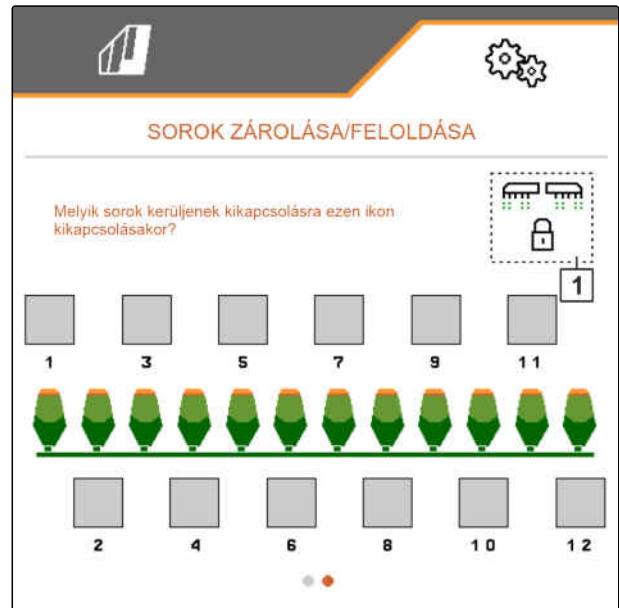 SOROK ZÁROLÁSA/FELOLDÁSA
Melyik sorok kerüljenek kikapcsolásra ezen ikon
kikapcsolásakor?
1
1 3 5 7 9 11
2 4 6 8 10 12